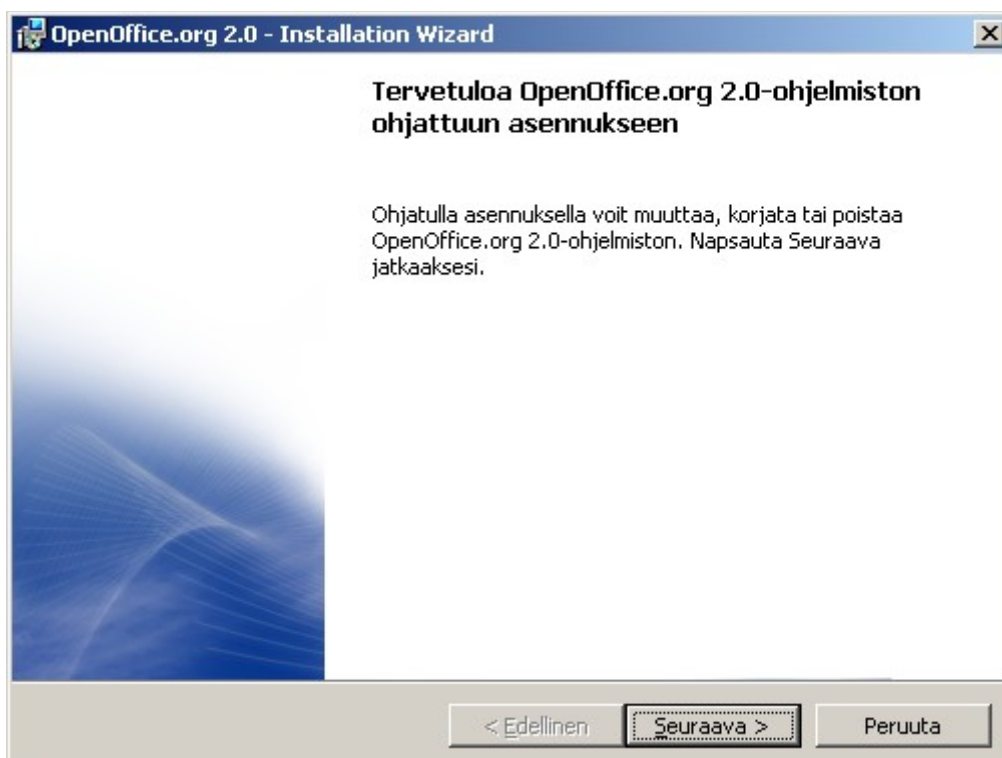 OpenOffice.org 2.0 - Installation Wizard
Tervetuloa OpenOffice.org 2.0-ohjelmiston
ohjattuun asennukseen
Ohjatulla asennuksella voit muuttaa, korjata tai poistaa
OpenOffice.org 2.0-ohjelmiston. Napsauta Seuraava
jatkaaksesi.
< Edellinen Seuraava > Peruuta